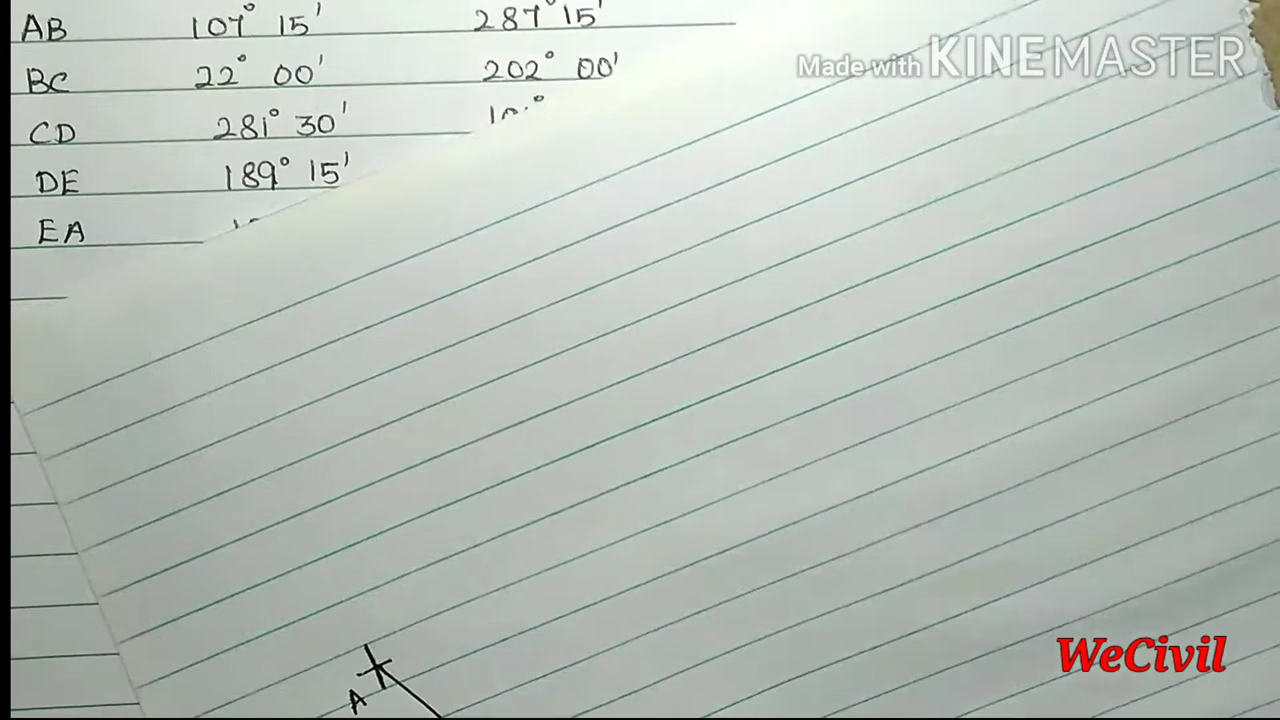 AB 107° 15' 287° 15'
BC 22° 00' 202° 00'
CD 281° 30'
DE 189° 15'
EA
A
Made with KINEMASTER
WeCivil